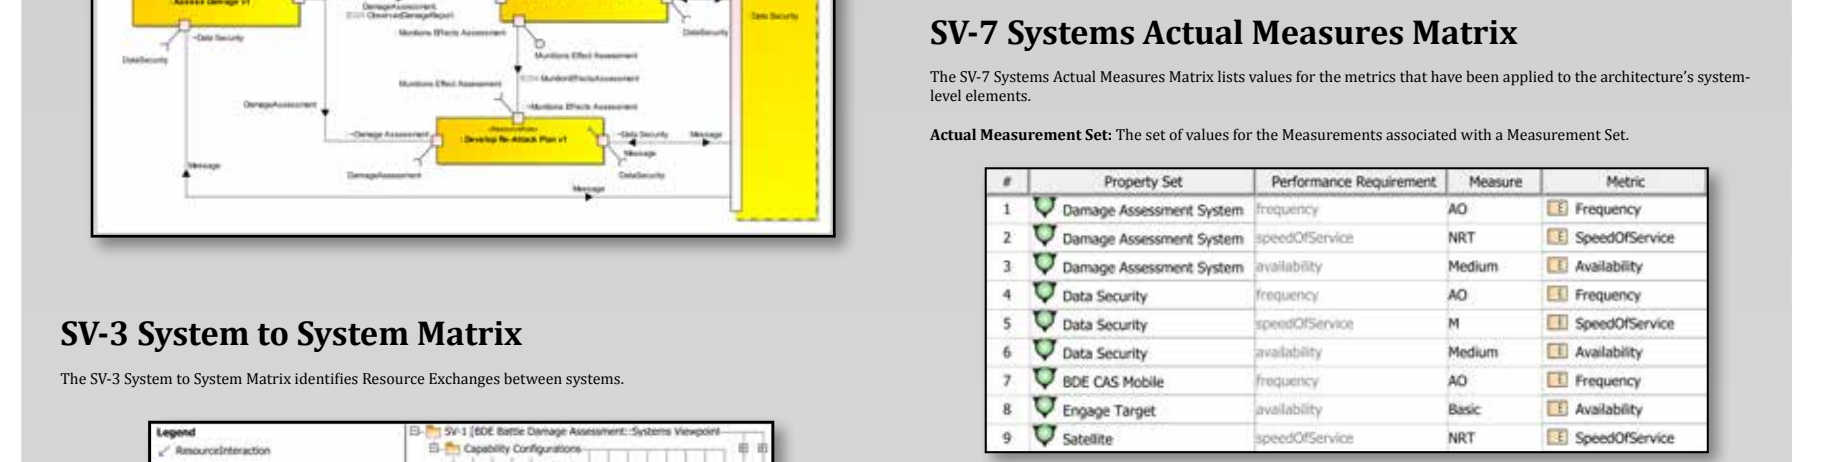 Assess Damage v1
~Data Security
DataSecurity
DamageAssessment,
ObservedDamageReport
Munitions Effects Assessment
DataSecurity
Data Security
Munitions Effect Assessment
MunitionEffectsAssessment
Munitions Effects Assessment
~Munitions Effects Assessment
DamageAssessment
~Damage Assessment
:Develop Re-Attack Plan v1
~Data Security
Message
Message
Message
DamageAssessment
DataSecurity
Message
SV-3 System to System Matrix
The SV-3 System to System Matrix identifies Resource Exchanges between systems.
Legend
ResourceInteraction
SV-1 [BDE Battle Damage Assessment::Systems Viewpoint
Capability Configurations
SV-7 Systems Actual Measures Matrix
The SV-7 Systems Actual Measures Matrix lists values for the metrics that have been applied to the architecture's system-
level elements.
Actual Measurement Set: The set of values for the Measurements associated with a Measurement Set.
# Property Set Performance Requirement Measure Metric
1 Damage Assessment System frequency AO E Frequency
2 Damage Assessment System speedOfService NRT E SpeedOfService
3 Damage Assessment System availability Medium E Availability
4 Data Security frequency AO E Frequency
5 Data Security speedOfService M E SpeedOfService
6 Data Security availability Medium E Availability
7 BDE CAS Mobile frequency AO E Frequency
8 Engage Target availability Basic E Availability
9 Satellite speedOfService NRT E SpeedOfService